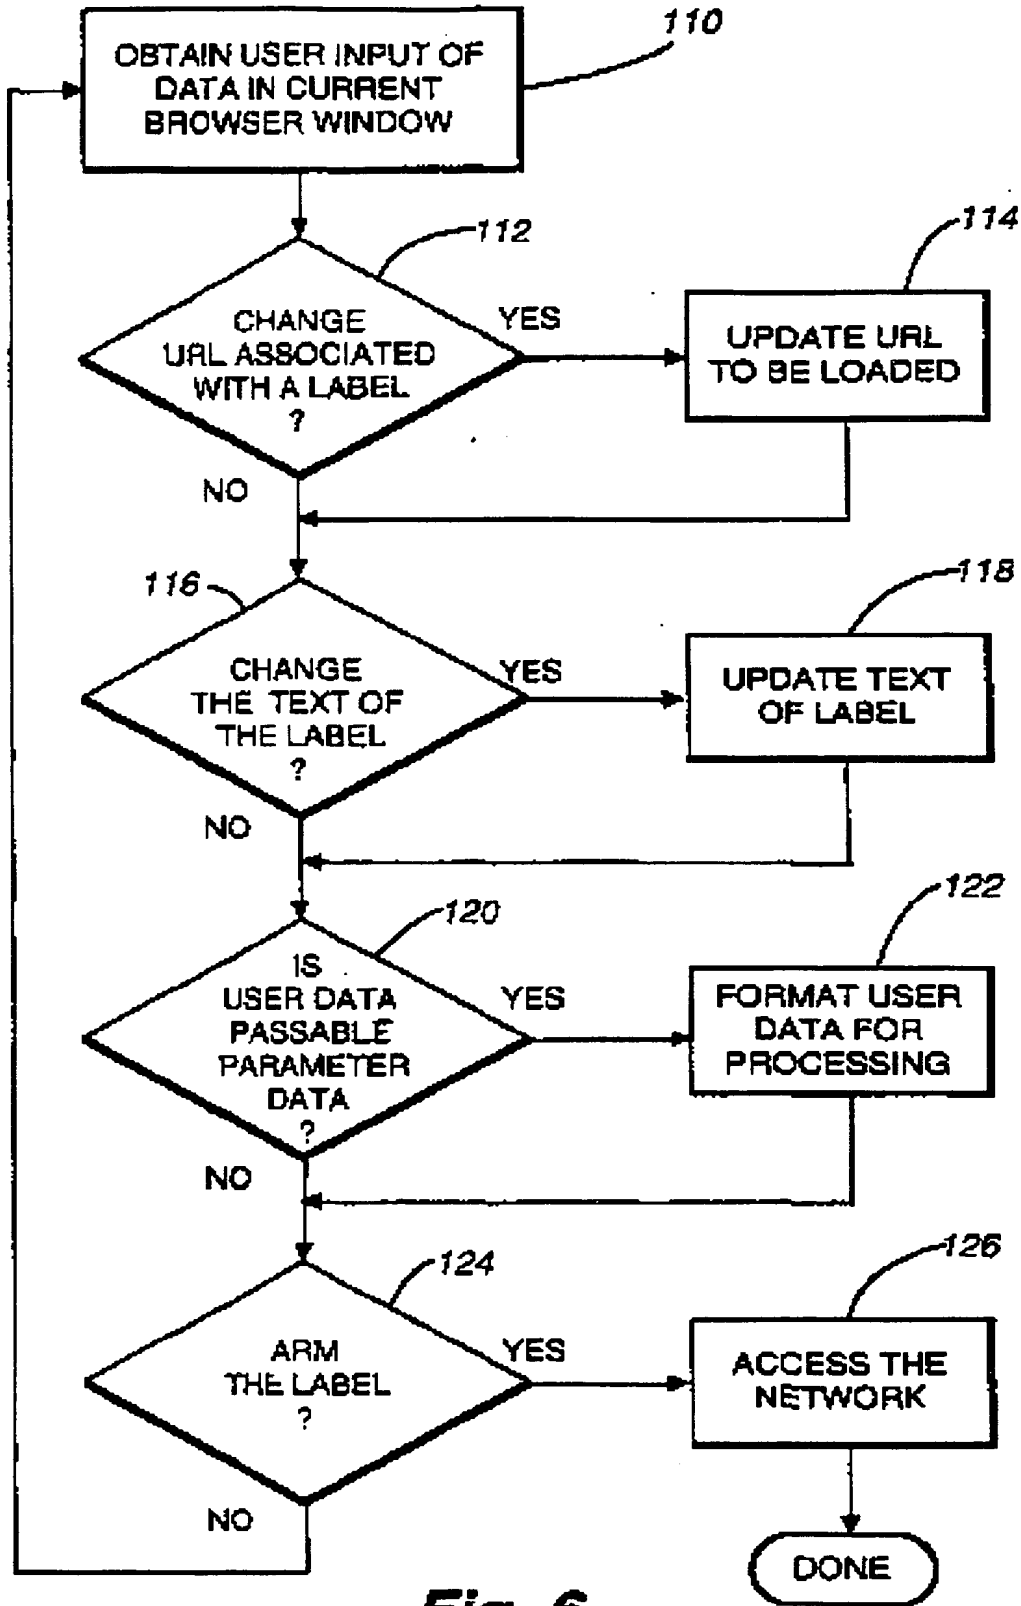 110
OBTAIN USER INPUT OF
DATA IN CURRENT
BROWSER WINDOW
112
CHANGE
URL ASSOCIATED
WITH A LABEL
?
YES
NO
114
UPDATE URL
TO BE LOADED
116
CHANGE
THE TEXT OF
THE LABEL
?
YES
NO
118
UPDATE TEXT
OF LABEL
120
IS
USER DATA
PASSABLE
PARAMETER
DATA
?
YES
NO
122
FORMAT USER
DATA FOR
PROCESSING
124
ARM
THE LABEL
?
YES
NO
126
ACCESS THE
NETWORK
DONE
Fig. 6